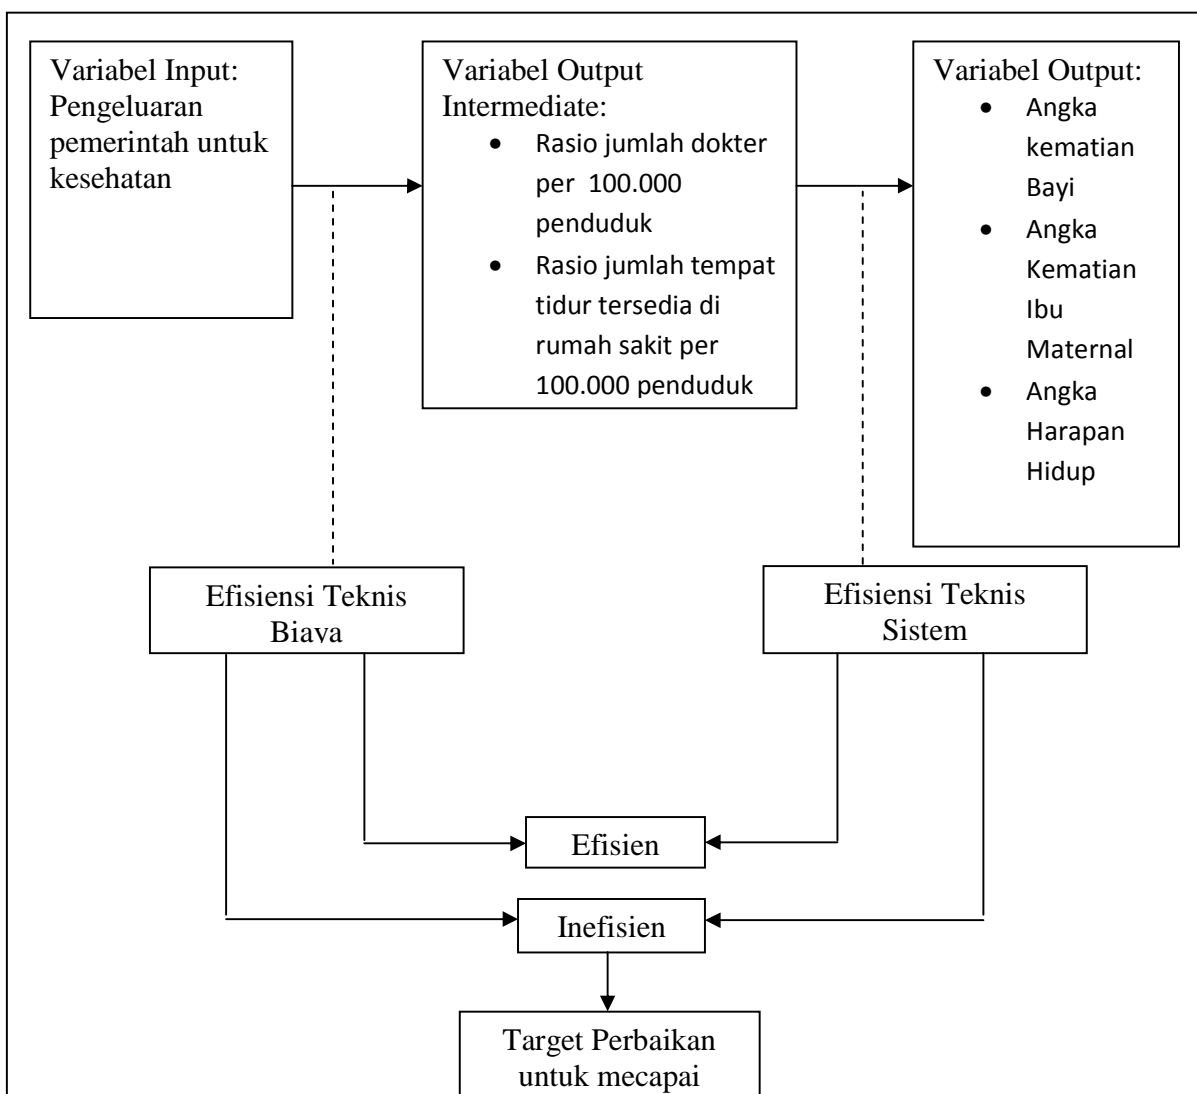 Variabel Input:
Pengeluaran
pemerintah untuk
kesehatan
Variabel Output
Intermediate:
• Rasio jumlah dokter
per 100.000
penduduk
• Rasio jumlah tempat
tidur tersedia di
rumah sakit per
100.000 penduduk
Variabel Output:
• Angka
kematian
Bayi
• Angka
Kematian
Ibu
Maternal
• Angka
Harapan
Hidup
Efisiensi Teknis
Biaya
Efisiensi Teknis
Sistem
Efisien
Inefisien
Target Perbaikan
untuk mecapai